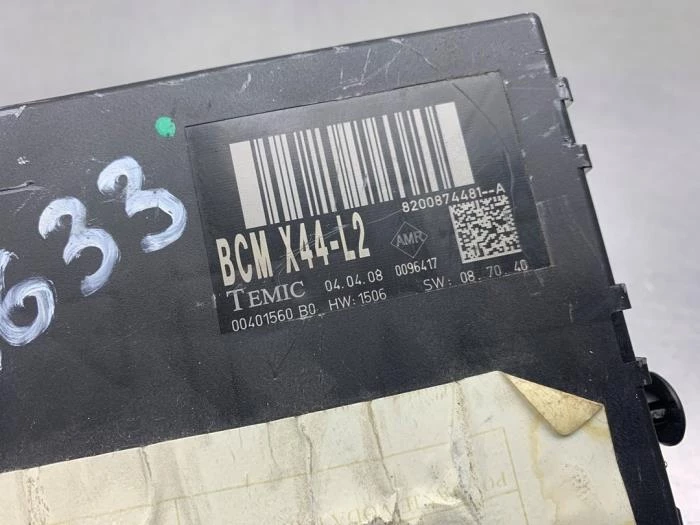 8200874481--A
BCM X44-L2
AMR
TEMIC 04.04.08 0096417 SW: 08.70.40
00401560 B0 HW:1506
633